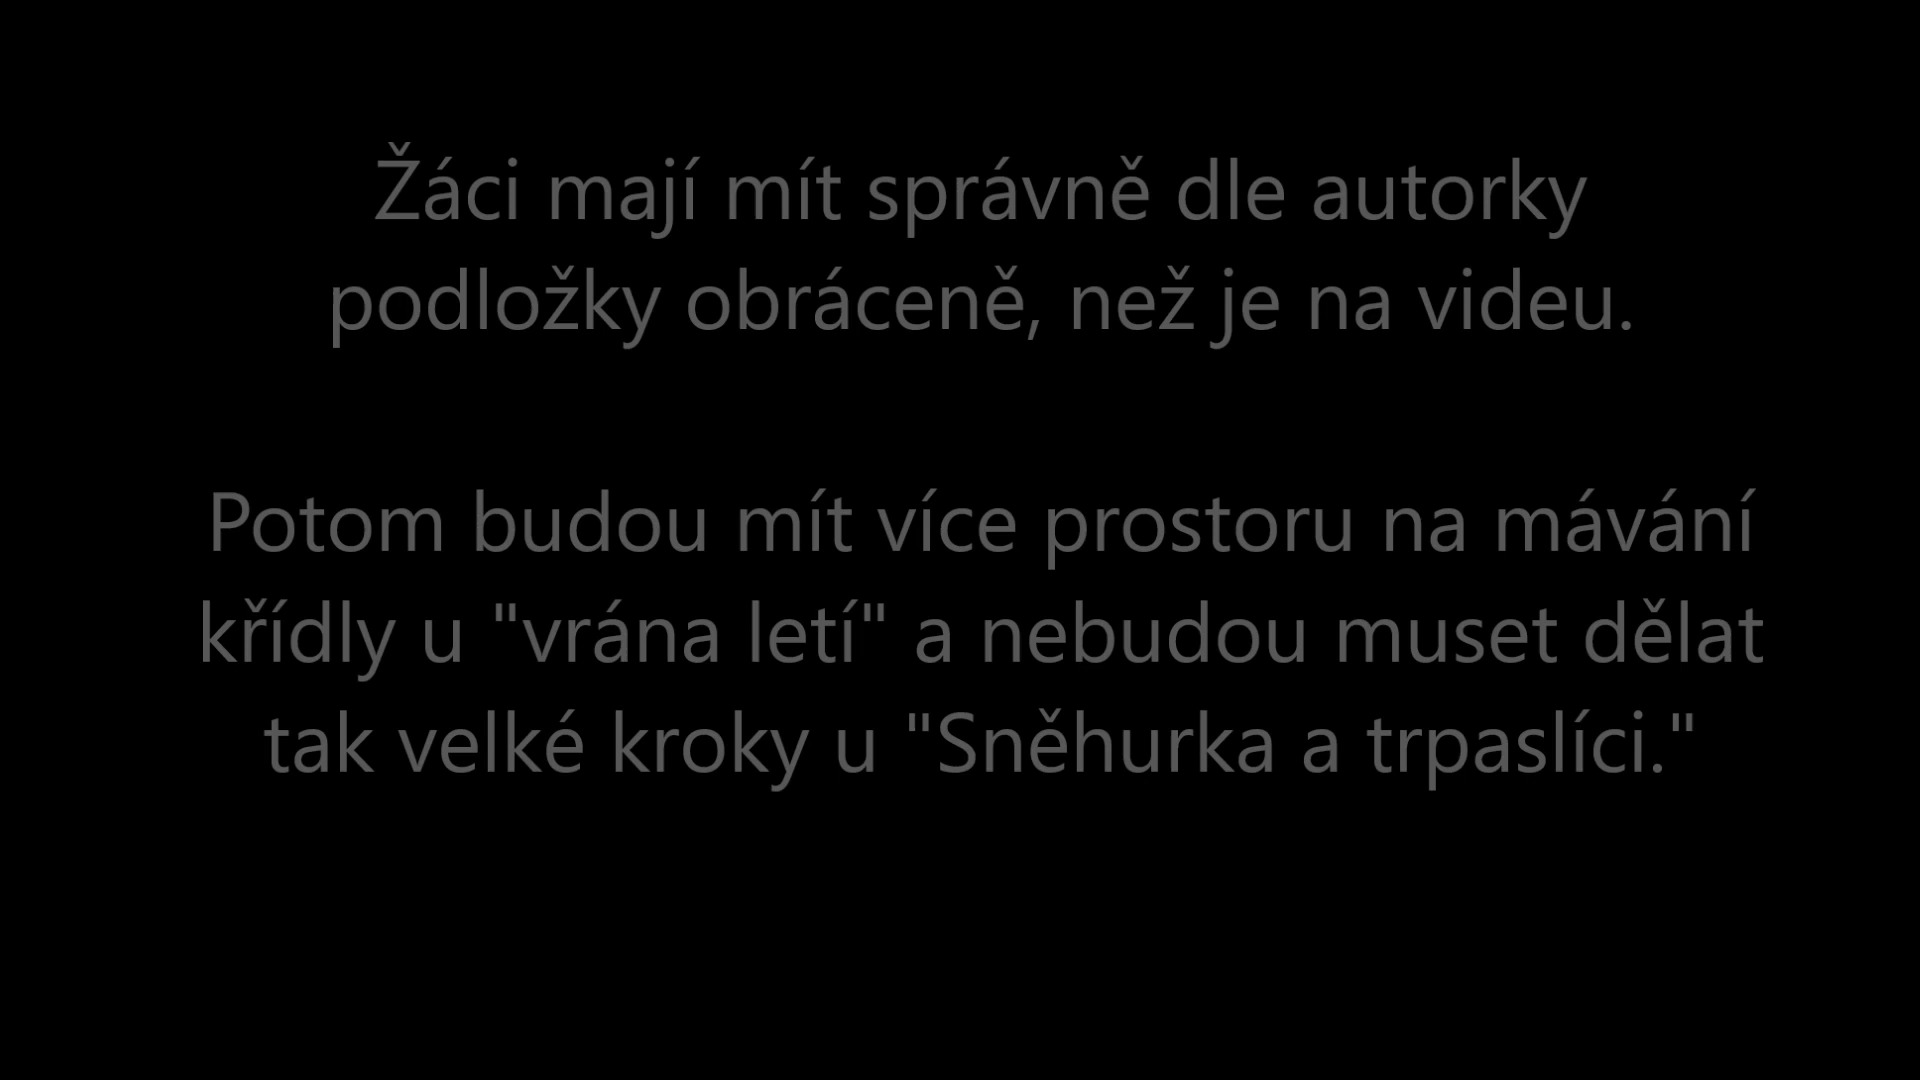 Žáci mají mít správně dle autorky
podložky obráceně, než je na videu.
Potom budou mít více prostoru na mávání
křídly u "vrána letí" a nebudou muset dělat
tak velké kroky u "Sněhurka a trpaslíci."